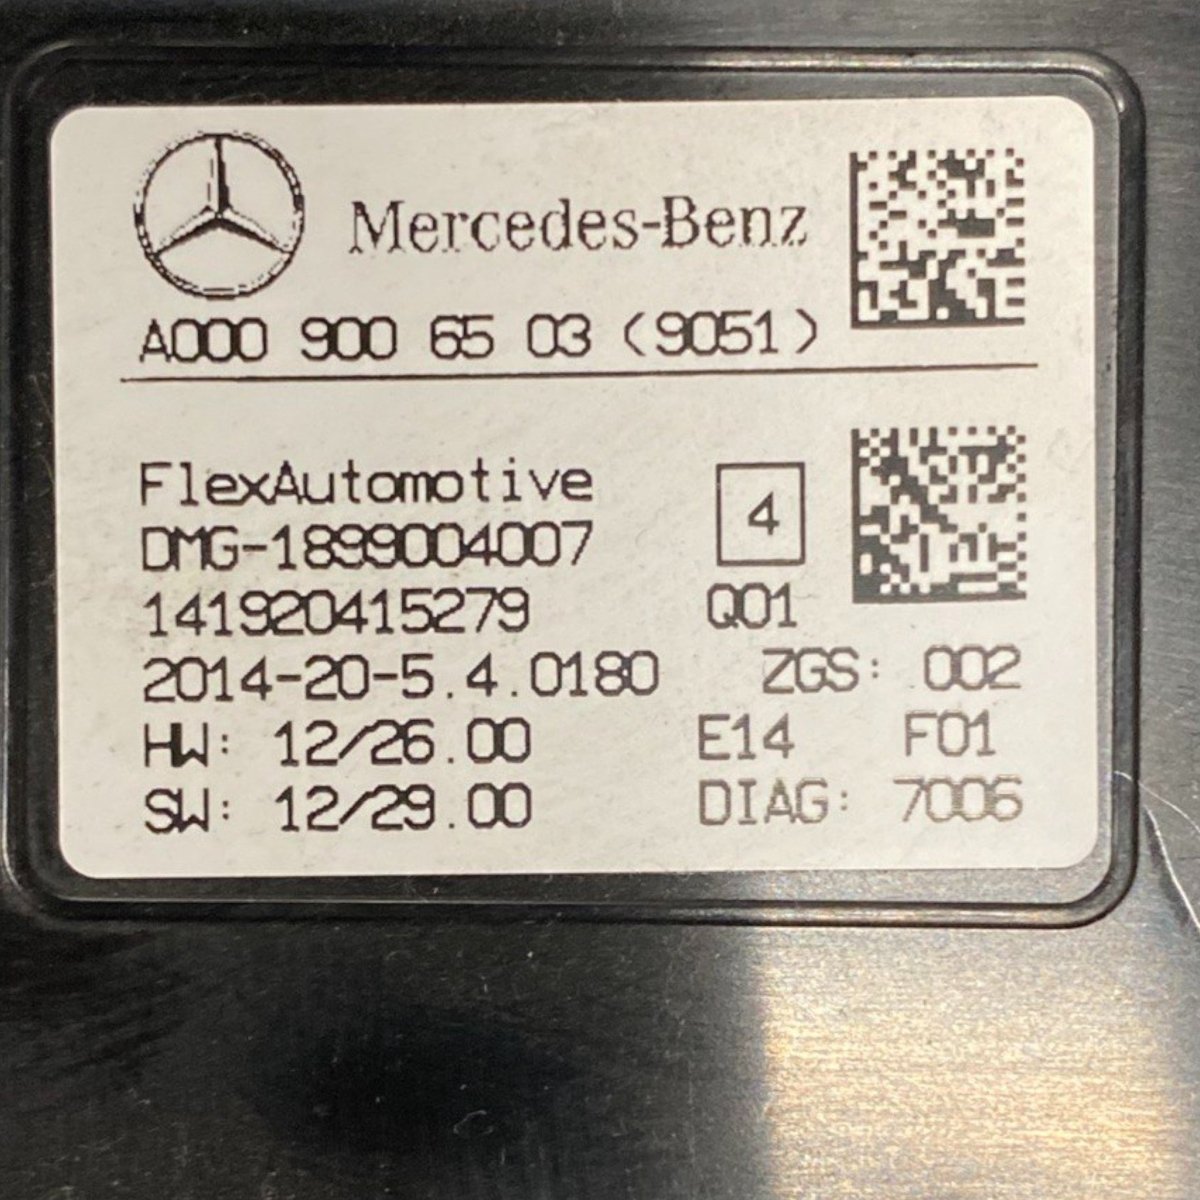 Mercedes-Benz
A000 900 65 03 (9051)
FlexAutomotive
4
DMG-1899004007
141920415279 Q01
2014-20-5.4.0180 ZGS: 002
HW: 12/26.00 E14 F01
SW: 12/29.00 DIAG: 7006